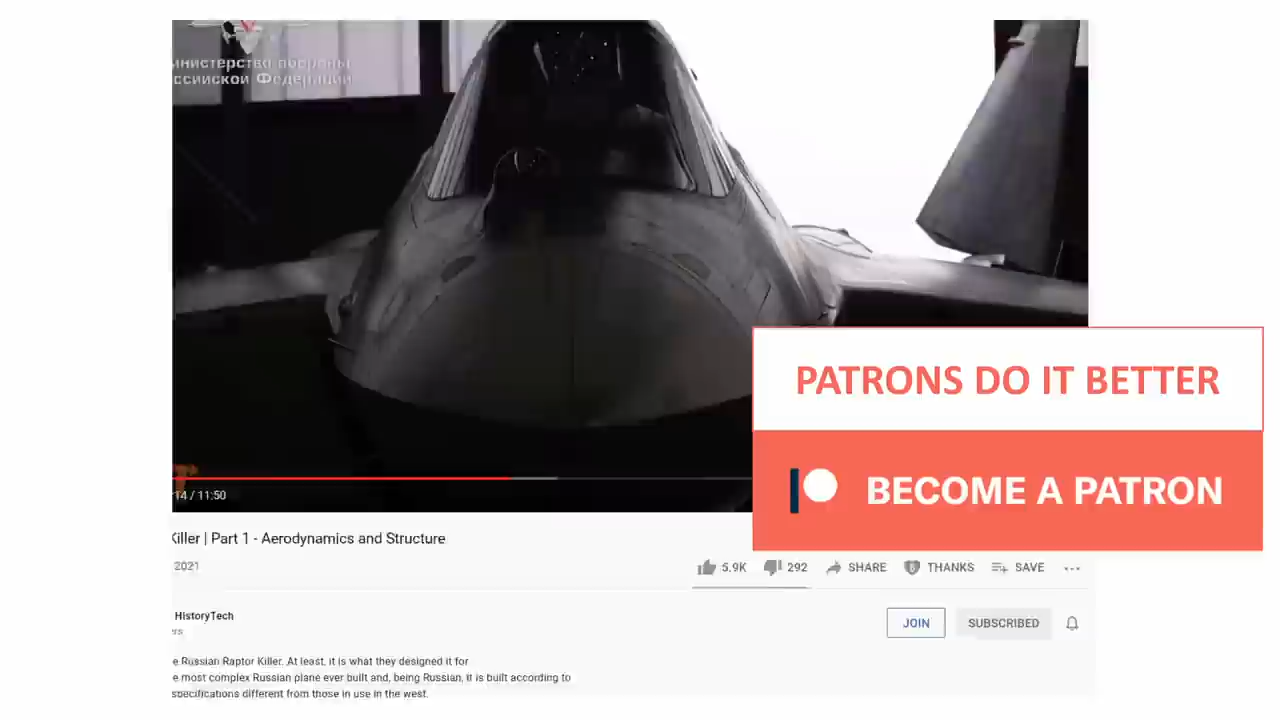 инистерство обороны
ссийской Федерации
PATRONS DO IT BETTER
BECOME A PATRON
14 / 11:50
Killer | Part 1 - Aerodynamics and Structure
2021
5.9K 292 SHARE THANKS SAVE
HistoryTech
ers
JOIN SUBSCRIBED
e Russian Raptor Killer. At least, it is what they designed it for
e most complex Russian plane ever built and, being Russian, it is built according to
specifications different from those in use in the west.